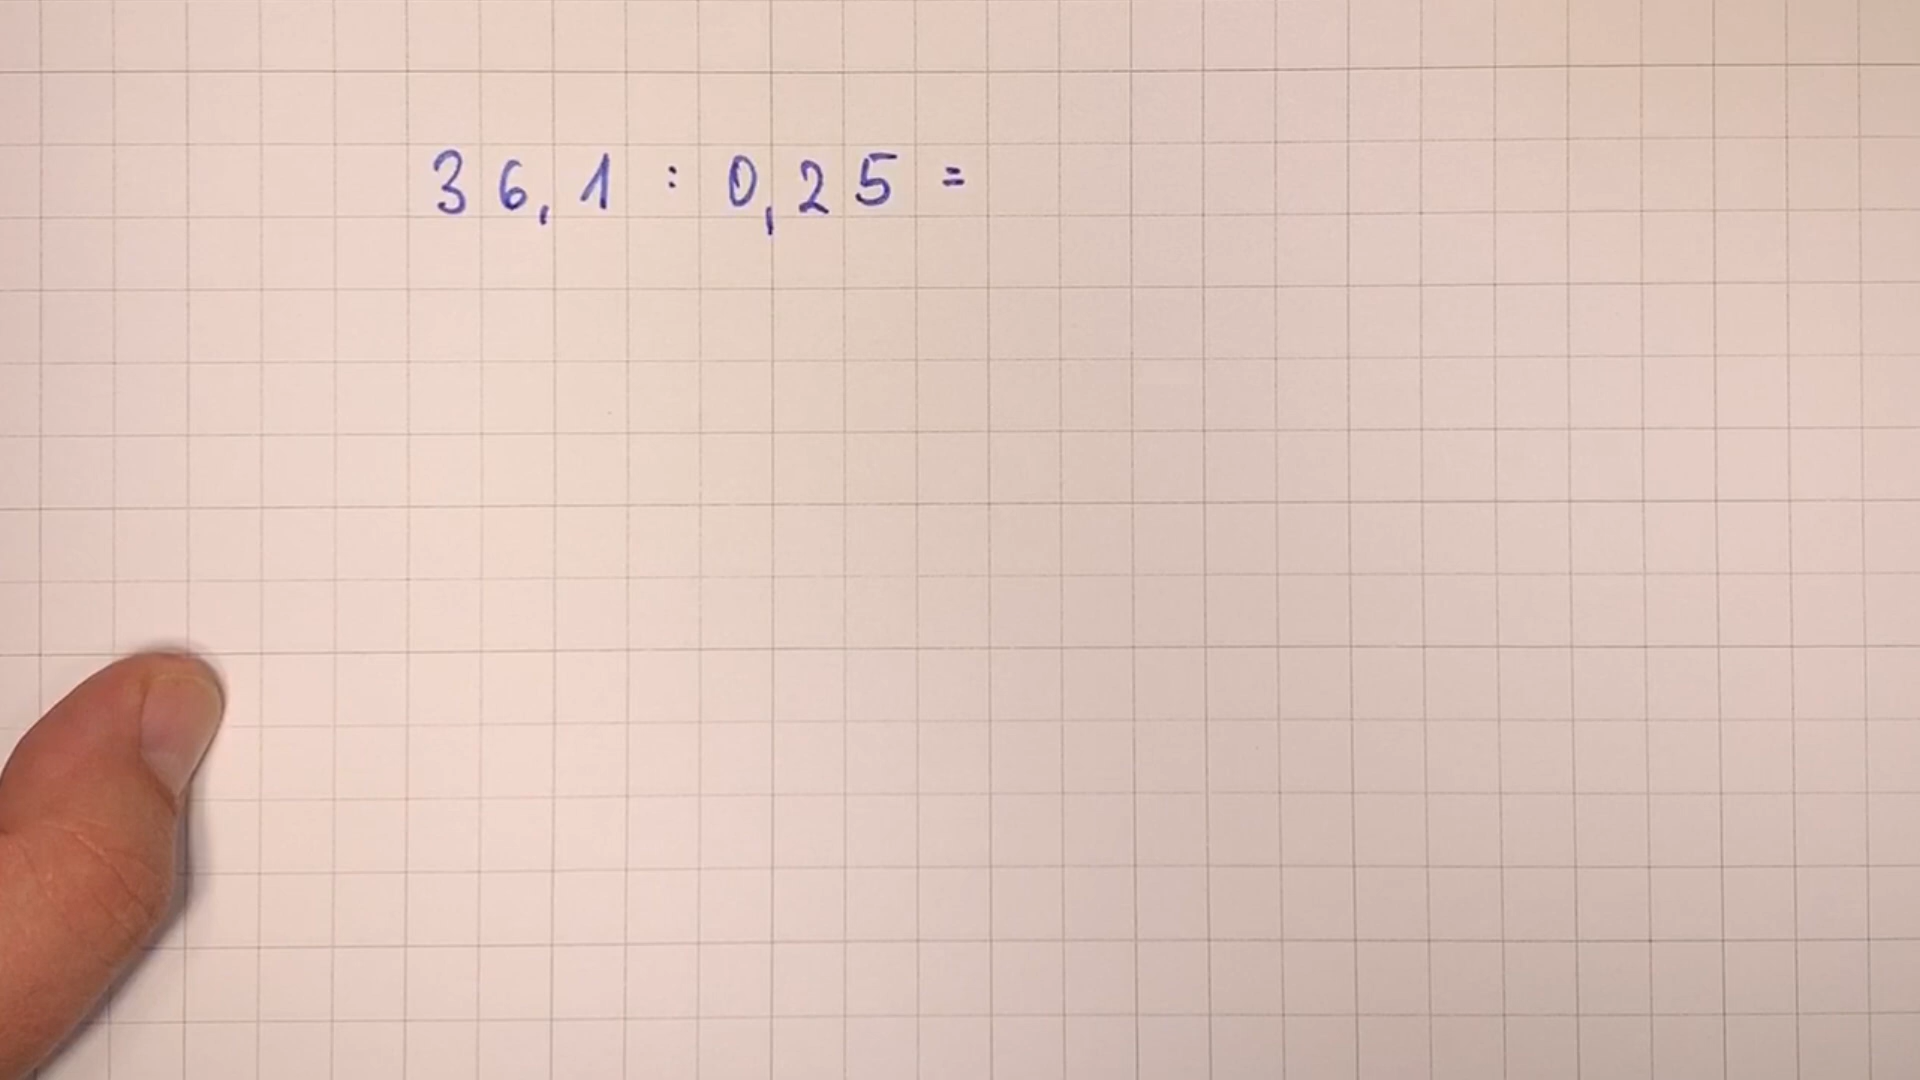 36,1 : 0,25 =